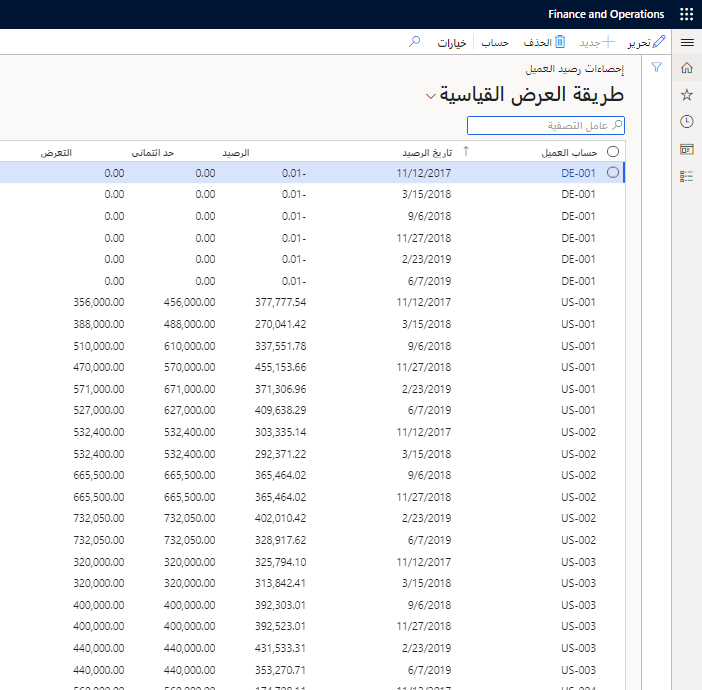 Finance and Operations
تحرير جديد الحذف حساب خيارات
إحصاءات رصيد العميل
طريقة العرض القياسية
عامل التصفية
حساب العميل تاريخ الرصيد الرصيد حد ائتماني التعرض
DE-001 11/12/2017 0.01- 0.00 0.00
DE-001 3/15/2018 0.01- 0.00 0.00
DE-001 9/6/2018 0.01- 0.00 0.00
DE-001 11/27/2018 0.01- 0.00 0.00
DE-001 2/23/2019 0.01- 0.00 0.00
DE-001 6/7/2019 0.01- 0.00 0.00
US-001 11/12/2017 377,777.54 456,000.00 356,000.00
US-001 3/15/2018 270,041.42 488,000.00 388,000.00
US-001 9/6/2018 337,551.78 610,000.00 510,000.00
US-001 11/27/2018 455,153.66 570,000.00 470,000.00
US-001 2/23/2019 371,306.96 671,000.00 571,000.00
US-001 6/7/2019 409,638.29 627,000.00 527,000.00
US-002 11/12/2017 303,335.14 532,400.00 532,400.00
US-002 3/15/2018 292,371.22 532,400.00 532,400.00
US-002 9/6/2018 365,464.02 665,500.00 665,500.00
US-002 11/27/2018 365,464.02 665,500.00 665,500.00
US-002 2/23/2019 402,010.42 732,050.00 732,050.00
US-002 6/7/2019 328,917.62 732,050.00 732,050.00
US-003 11/12/2017 325,794.10 320,000.00 320,000.00
US-003 3/15/2018 313,842.41 320,000.00 320,000.00
US-003 9/6/2018 392,303.01 400,000.00 400,000.00
US-003 11/27/2018 392,523.01 400,000.00 400,000.00
US-003 2/23/2019 431,533.31 440,000.00 440,000.00
US-003 6/7/2019 353,270.71 440,000.00 440,000.00